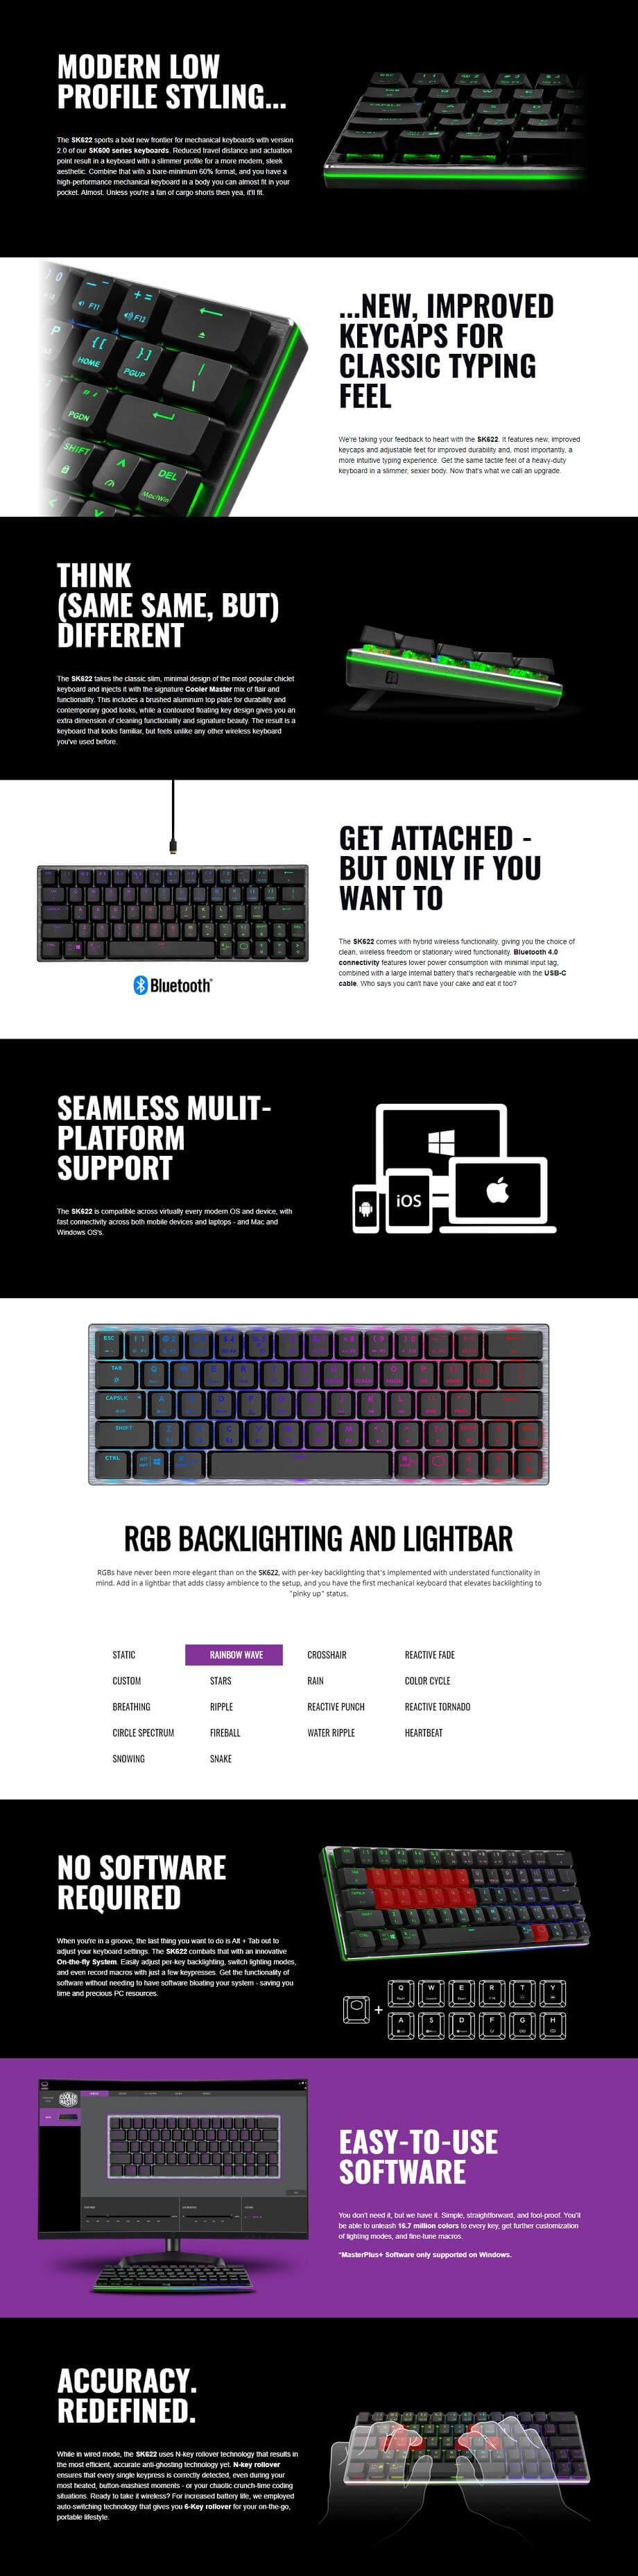 MODERN LOW
PROFILE STYLING...
The SK622 sports a bold new frontier for mechanical keyboards with version
2.0 of our SK600 series keyboards. Reduced travel distance and actuation
point result in a keyboard with a slimmer profile for a more modern, sleek
aesthetic. Combine that with a bare-minimum 60% format, and you have a
high-performance mechanical keyboard in a body you can almost fit in your
pocket. Almost. Unless you're a fan of cargo shorts then yea, it'll fit.
F11
F12
P
HOME
PGUP
PGDN
SHIFT
DEL
Mac/Win
...NEW, IMPROVED
KEYCAPS FOR
CLASSIC TYPING
FEEL
We're taking your feedback to heart with the SK622. It features new, improved
keycaps and adjustable feet for improved durability and, most importantly, a
more intuitive typing experience. Get the same tactile feel of a heavy-duty
keyboard in a slimmer, sexier body. Now that's what we call an upgrade.
THINK
(SAME SAME, BUT)
DIFFERENT
The SK622 takes the classic slim, minimal design of the most popular chiclet
keyboard and injects it with the signature Cooler Master mix of flair and
functionality. This includes a brushed aluminum top plate for durability and
contemporary good looks, while a contoured floating key design gives you an
extra dimension of cleaning functionality and signature beauty. The result is a
keyboard that looks familiar, but feels unlike any other wireless keyboard
you've used before.
Bluetooth®
GET ATTACHED -
BUT ONLY IF YOU
WANT TO
The SK622 comes with hybrid wireless functionality, giving you the choice of
clean, wireless freedom or stationary wired functionality. Bluetooth 4.0
connectivity features lower power consumption with minimal input lag,
combined with a large internal battery that's rechargeable with the USB-C
cable. Who says you can't have your cake and eat it too?
SEAMLESS MULIT-
PLATFORM
SUPPORT
The SK622 is compatible across virtually every modern OS and device, with
fast connectivity across both mobile devices and laptops - and Mac and
Windows OS's.
iOS
ESC
TAB
CAPSLK
SHIFT
CTRL
RGB BACKLIGHTING AND LIGHTBAR
RGBs have never been more elegant than on the SK622, with per-key backlighting that's implemented with understated functionality in
mind. Add in a lightbar that adds classy ambience to the setup, and you have the first mechanical keyboard that elevates backlighting to
"pinky up" status.
STATIC RAINBOW WAVE CROSSHAIR REACTIVE FADE
CUSTOM STARS RAIN COLOR CYCLE
BREATHING RIPPLE REACTIVE PUNCH REACTIVE TORNADO
CIRCLE SPECTRUM FIREBALL WATER RIPPLE HEARTBEAT
SNOWING SNAKE
NO SOFTWARE
REQUIRED
When you're in a groove, the last thing you want to do is Alt + Tab out to
adjust your keyboard settings. The SK622 combats that with an innovative
On-the-fly System. Easily adjust per-key backlighting, switch lighting modes,
and even record macros with just a few keypresses. Get the functionality of
software without needing to have software bloating your system - saving you
time and precious PC resources.
+
Q W E R T Y
A S D F G H
COOLER
MASTER
EASY-TO-USE
SOFTWARE
You don't need it, but we have it. Simple, straightforward, and fool-proof. You'll
be able to unleash 16.7 million colors to every key, get further customization
of lighting modes, and fine-tune macros.
*MasterPlus+ Software only supported on Windows.
ACCURACY.
REDEFINED.
While in wired mode, the SK622 uses N-key rollover technology that results in
the most efficient, accurate anti-ghosting technology yet. N-key rollover
ensures that every single keypress is correctly detected, even during your
most heated, button-mashiest moments - or your chaotic crunch-time coding
situations. Ready to take it wireless? For increased battery life, we employed
auto-switching technology that gives you 6-Key rollover for your on-the-go,
portable lifestyle.